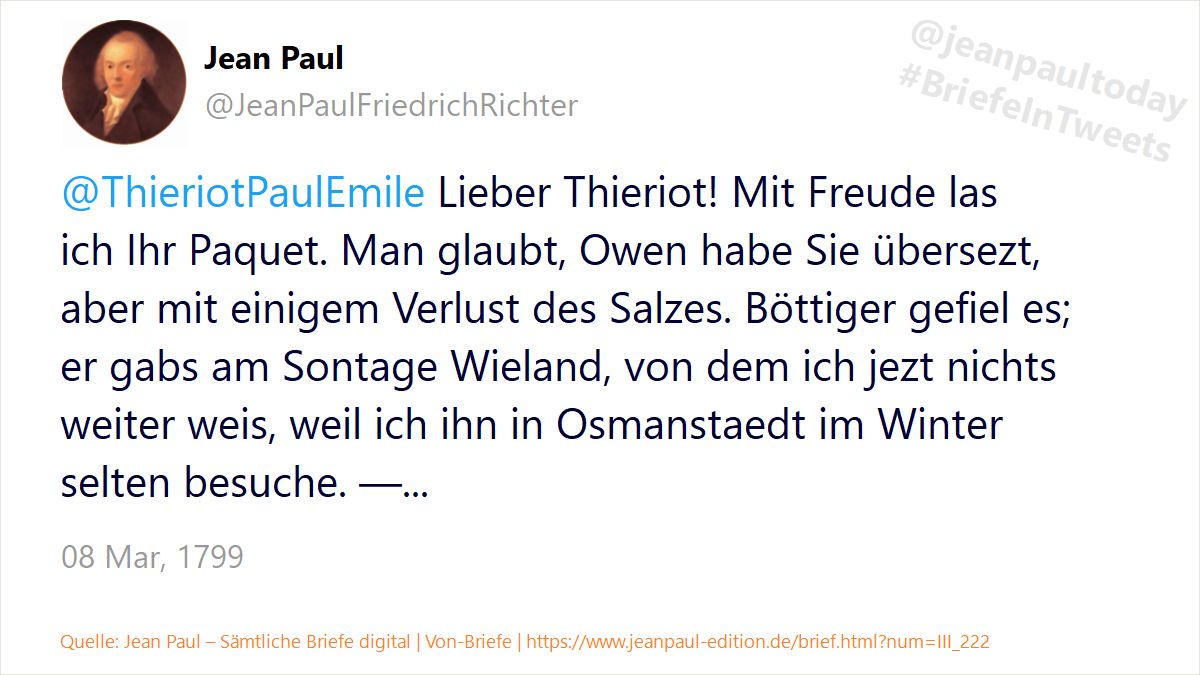 Jean Paul
@JeanPaulFriedrichRichter
@jeanpaultoday
#BriefeInTweets
@ThieriotPaulEmile Lieber Thieriot! Mit Freude las
ich Ihr Paquet. Man glaubt, Owen habe Sie übersezt,
aber mit einigem Verlust des Salzes. Böttiger gefiel es;
er gabs am Sontage Wieland, von dem ich jezt nichts
weiter weis, weil ich ihn in Osmanstaedt im Winter
selten besuche. —...
08 Mar, 1799
Quelle: Jean Paul – Sämtliche Briefe digital | Von-Briefe | https://www.jeanpaul-edition.de/brief.html?num=III_222